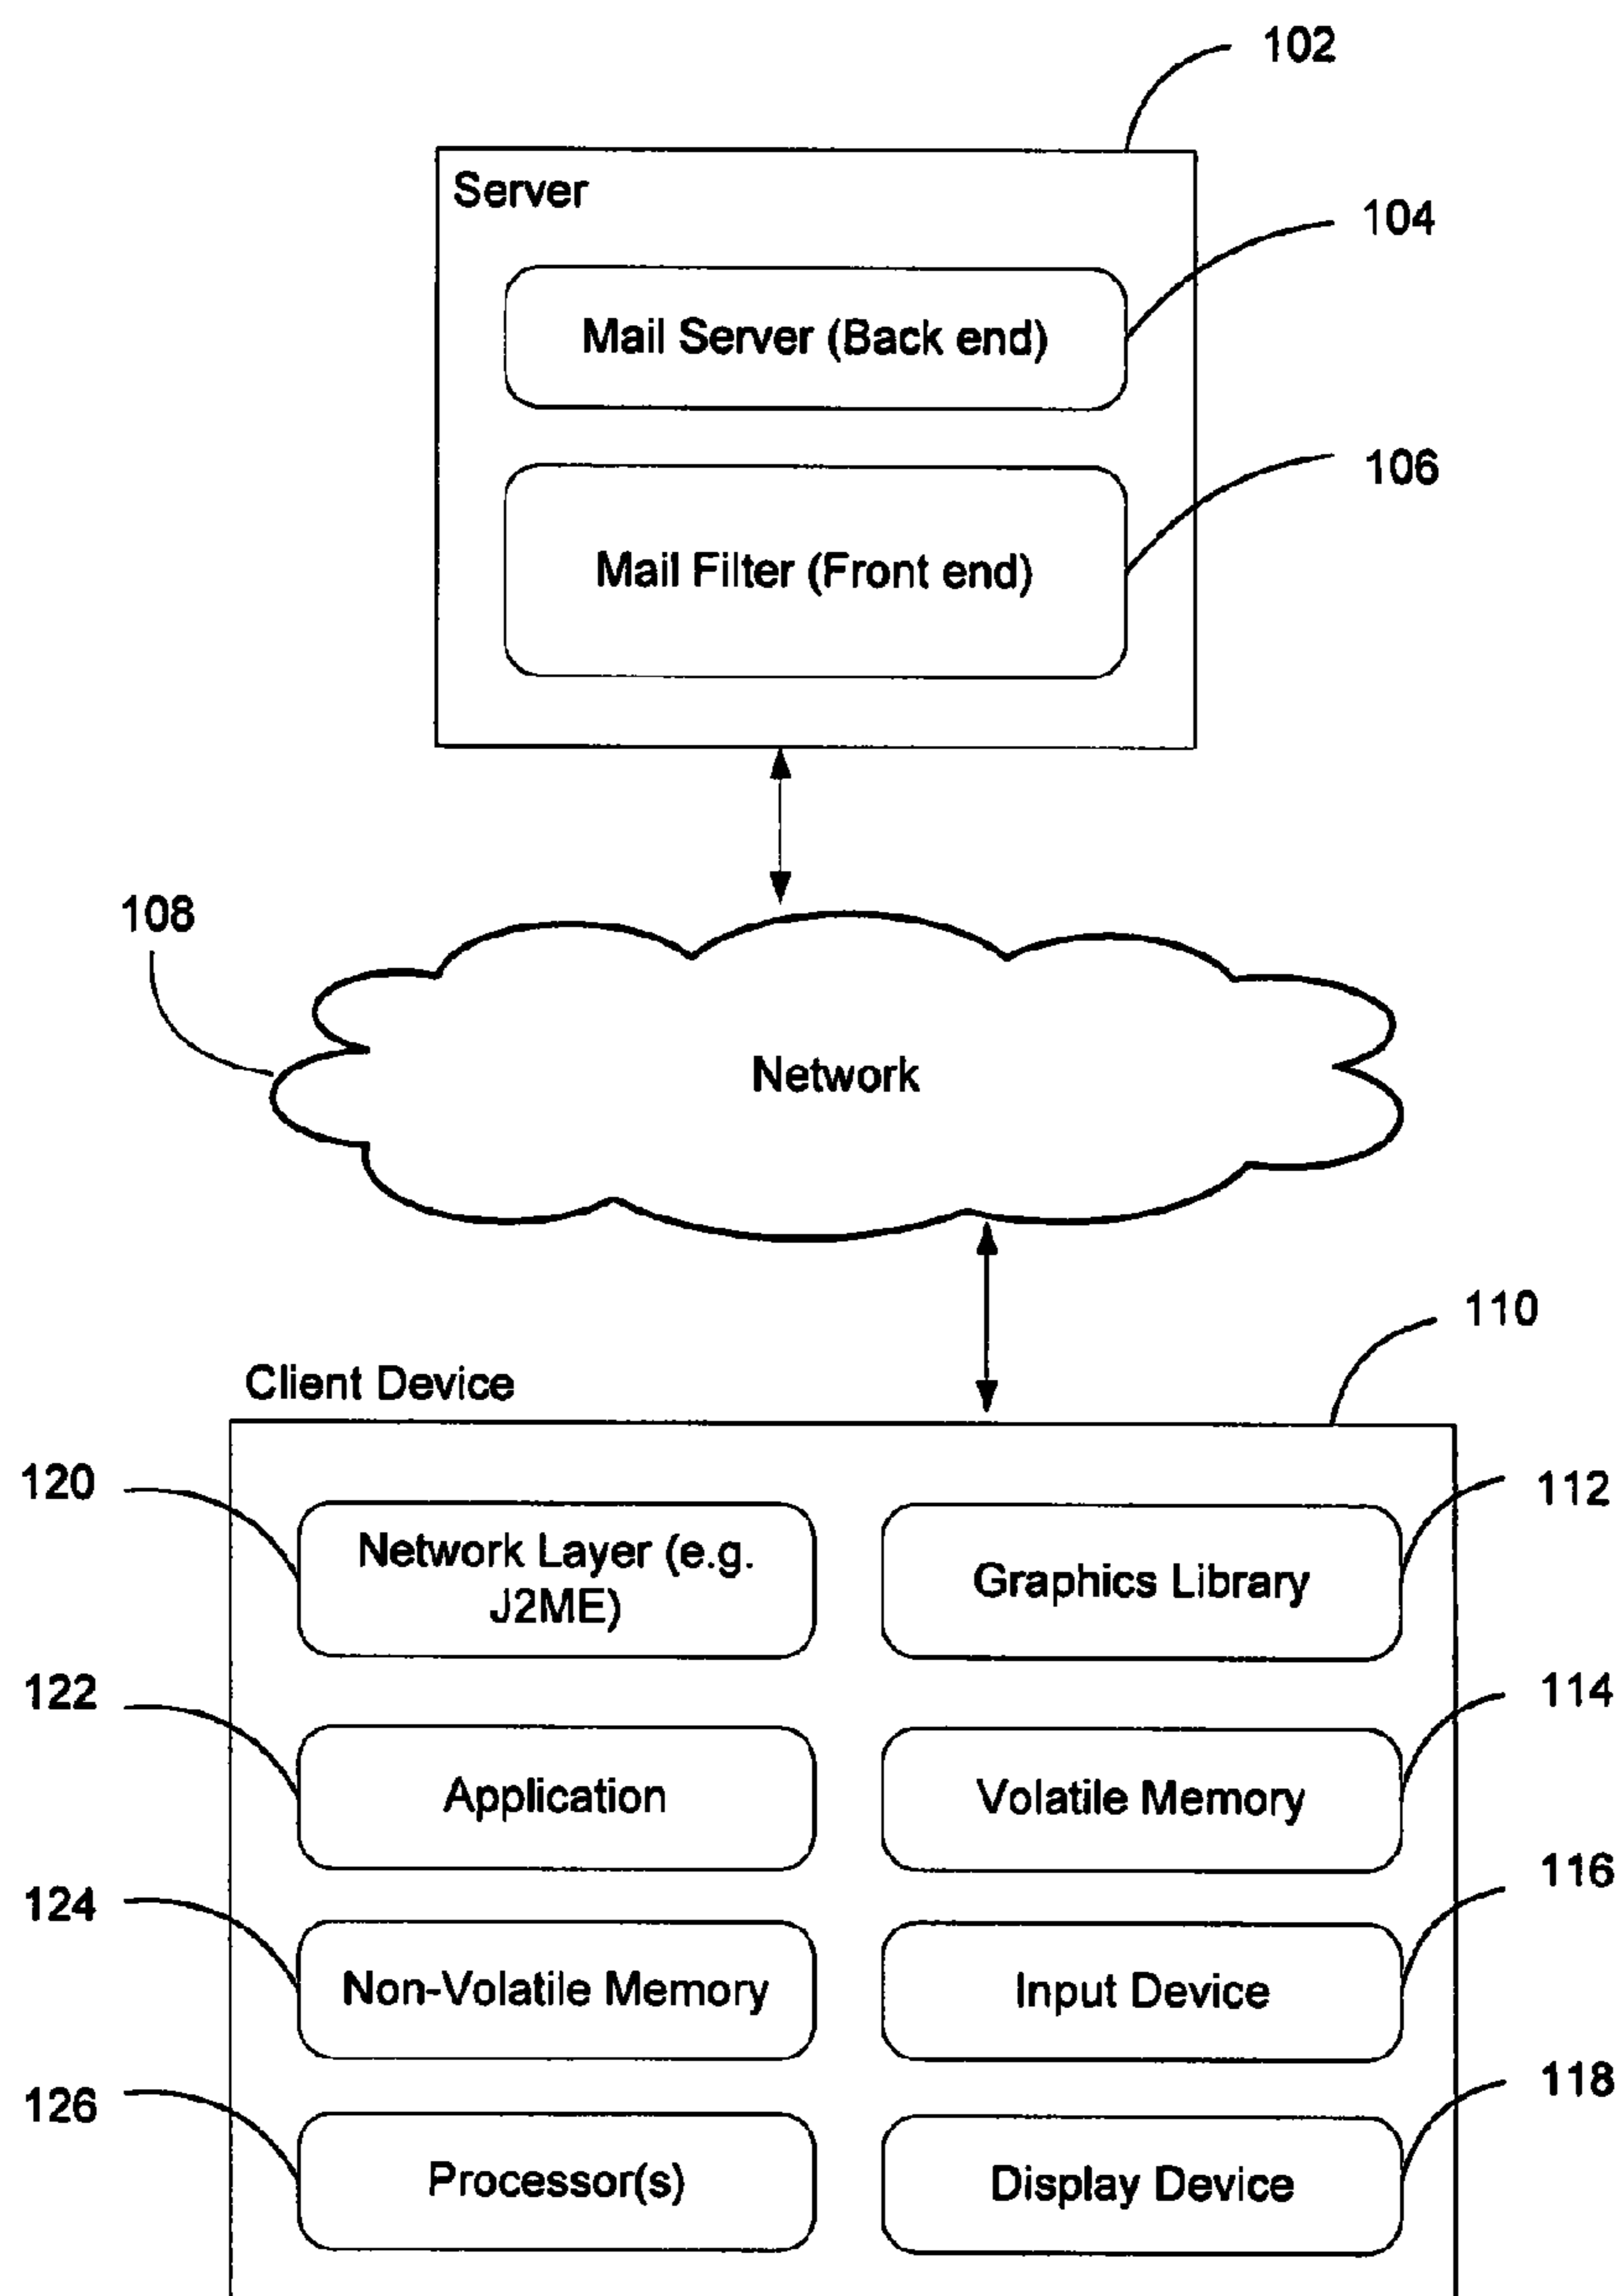 102
Server
104
Mail Server (Back end)
106
Mail Filter (Front end)
108
Network
110
Client Device
120
Network Layer (e.g.
J2ME)
112
Graphics Library
122
Application
114
Volatile Memory
124
Non-Volatile Memory
116
Input Device
126
Processor(s)
118
Display Device